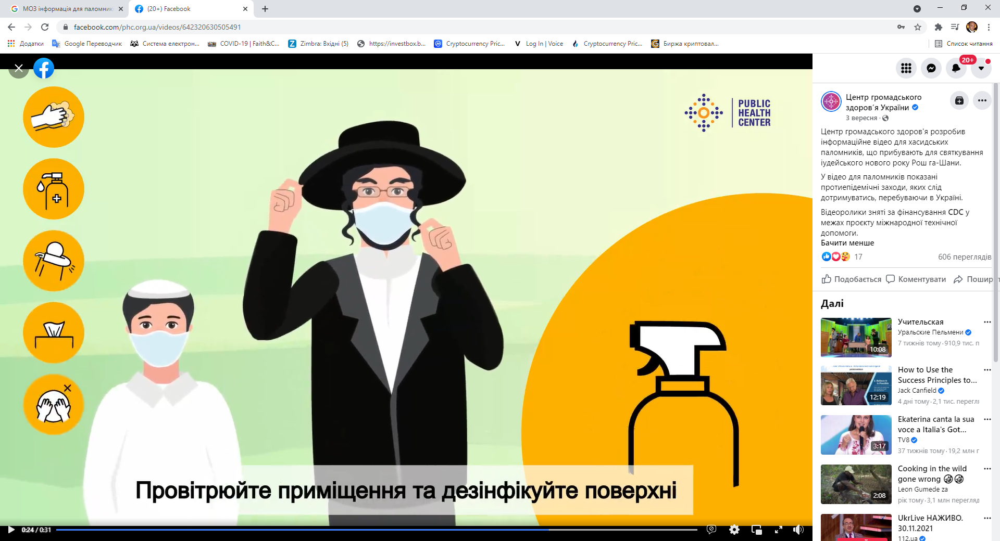 МОЗ інформація для паломник
(20+) Facebook
facebook.com/phc.org.ua/videos/642320630505491
Додатки
Google Переводчик
Система електрон...
COVID-19 | Faith&C...
Zimbra: Вхідні (5)
https://investbox.b...
Cryptocurrency Pric...
Log In | Voice
Cryptocurrency Pric...
Биржа криптовал...
Список читання
PUBLIC
HEALTH
CENTER
Провітрюйте приміщення та дезінфікуйте поверхні
0:24 / 0:31
20+
Центр громадського
здоров’я України
3 вересня ·
Центр громадського здоров'я розробив
інформаційне відео для хасидських
паломників, що прибувають для святкування
іудейського нового року Рош га-Шани.
У відео для паломників показані
протиепідемічні заходи, яких слід
дотримуватись, перебуваючи в Україні.
Відеоролики зняті за фінансування CDC у
межах проєкту міжнародної технічної
допомоги.
Бачити менше
17
606 переглядів
Подобається
Коментувати
Пошир
Далі
10:08
Учительская
Уральские Пельмени
7 тижнів тому · 910,9 тис. п
12:19
How to Use the
Success Principles to...
Jack Canfield
4 дні тому · 2,1 тис. перегля
3:17
Ekaterina canta la sua
voce a Italia's Got...
TV8
37 тижнів тому · 19,2 млн п
2:08
Cooking in the wild
gone wrong 🤣🤣
Leon Gumede za
рік тому · 3,1 млн перегляд
UkrLive НАЖИВО.
30.11.2021
112.ua